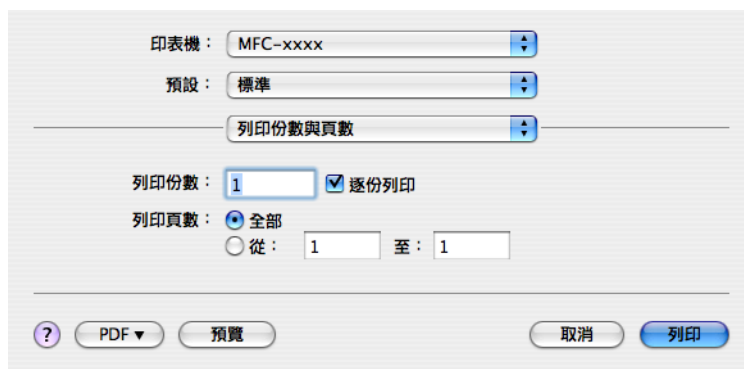 印表機： MFC-xxxx
預設： 標準
列印份數與頁數
列印份數： 1 逐份列印
列印頁數： 全部
從： 1 至： 1
? PDF▼ 預覽 取消 列印